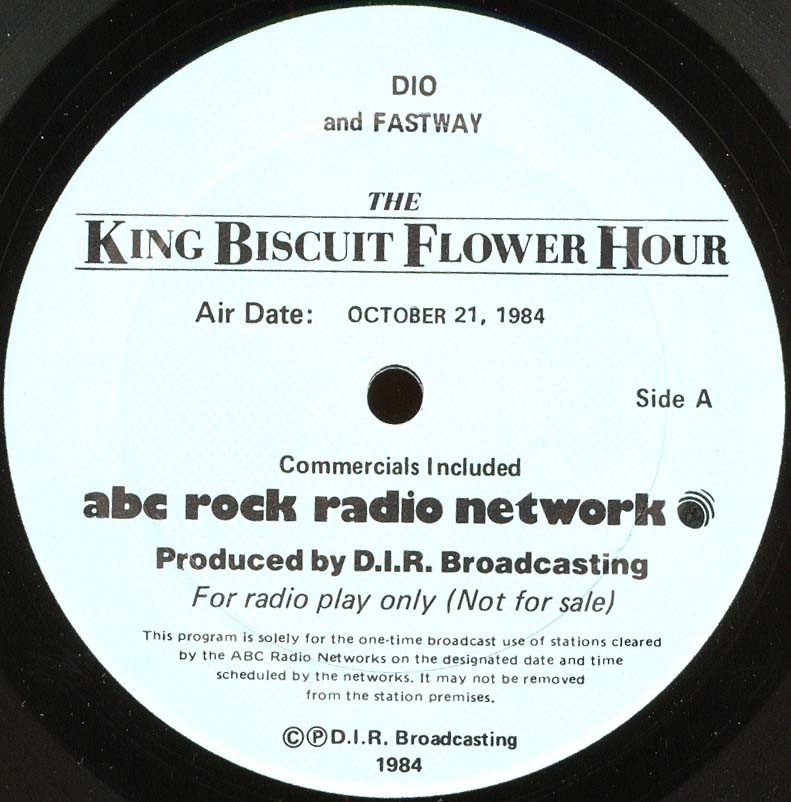 DIO
and FASTWAY
THE
KING BISCUIT FLOWER HOUR
Air Date: OCTOBER 21, 1984
Side A
Commercials Included
abc rock radio network
Produced by D.I.R. Broadcasting
For radio play only (Not for sale)
This program is solely for the one-time broadcast use of stations cleared
by the ABC Radio Networks on the designated date and time
scheduled by the networks. It may not be removed
from the station premises.
©℗D.I.R. Broadcasting
1984